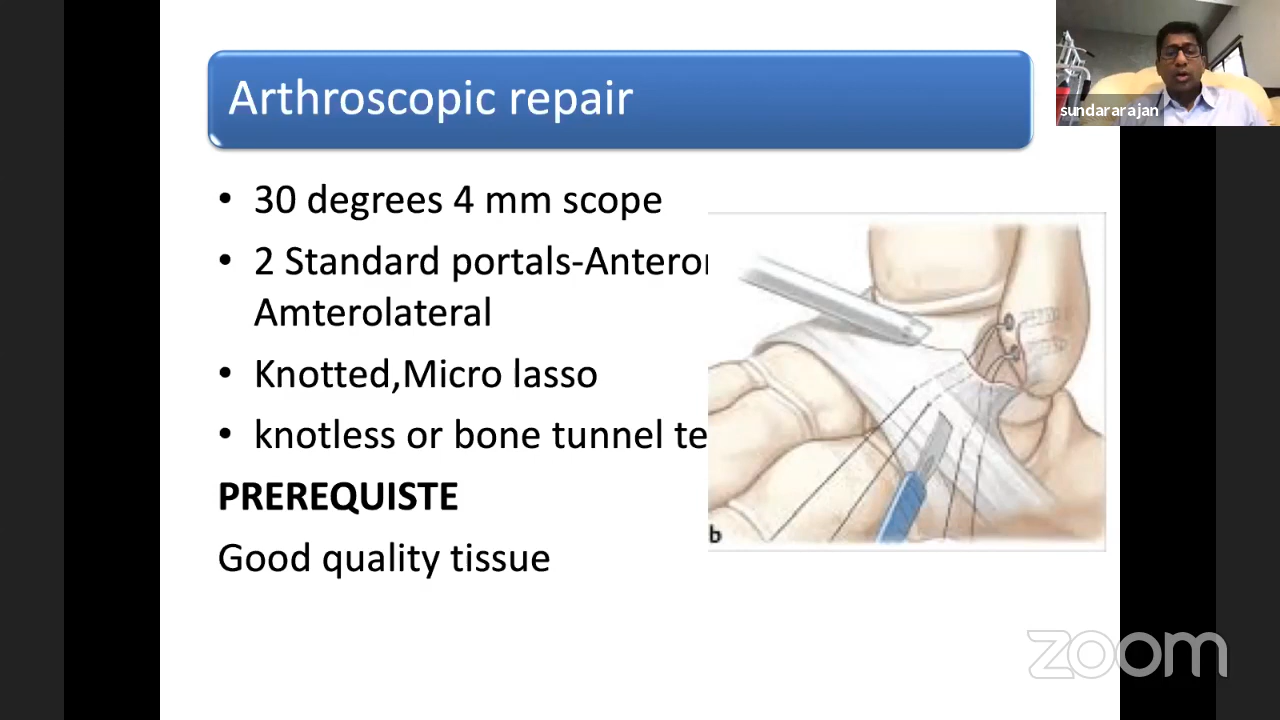 Arthroscopic repair
sundararajan
• 30 degrees 4 mm scope
• 2 Standard portals-Anteror
Amterolateral
• Knotted,Micro lasso
• knotless or bone tunnel te
PREREQUISTE
Good quality tissue
b
zoom